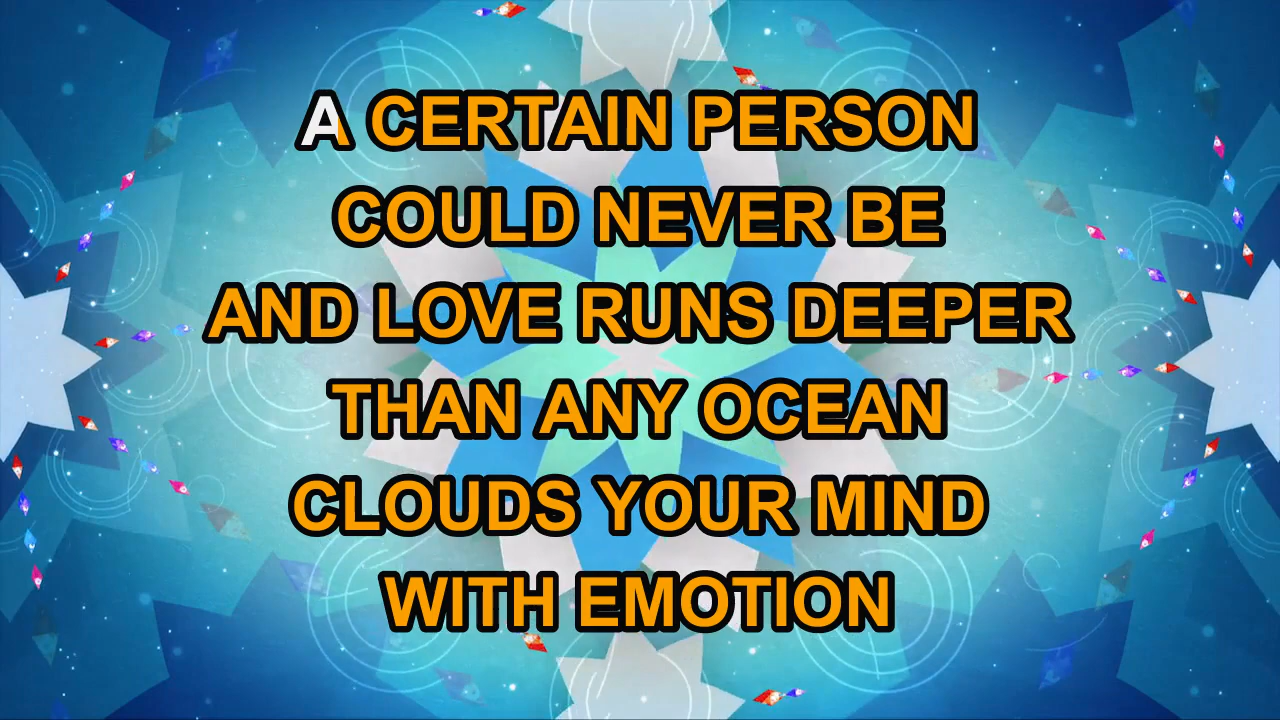 A CERTAIN PERSON
COULD NEVER BE
AND LOVE RUNS DEEPER
THAN ANY OCEAN
CLOUDS YOUR MIND
WITH EMOTION